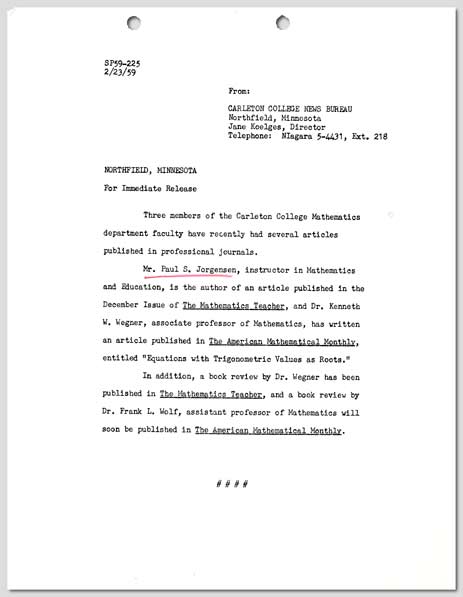 SP59-225
2/23/59
From:
CARLETON COLLEGE NEWS BUREAU
Northfield, Minnesota
Jane Koelges, Director
Telephone: NIagara 5-4431, Ext. 218
NORTHFIELD, MINNESOTA
For Immediate Release
Three members of the Carleton College Mathematics
department faculty have recently had several articles
published in professional journals.
Mr. Paul S. Jorgensen, instructor in Mathematics
and Education, is the author of an article published in the
December Issue of The Mathematics Teacher, and Dr. Kenneth
W. Wegner, associate professor of Mathematics, has written
an article published in The American Mathematical Monthly,
entitled "Equations with Trigonometric Values as Roots."
In addition, a book review by Dr. Wegner has been
published in The Mathematics Teacher, and a book review by
Dr. Frank L. Wolf, assistant professor of Mathematics will
soon be published in The American Mathematical Monthly.
# # # #